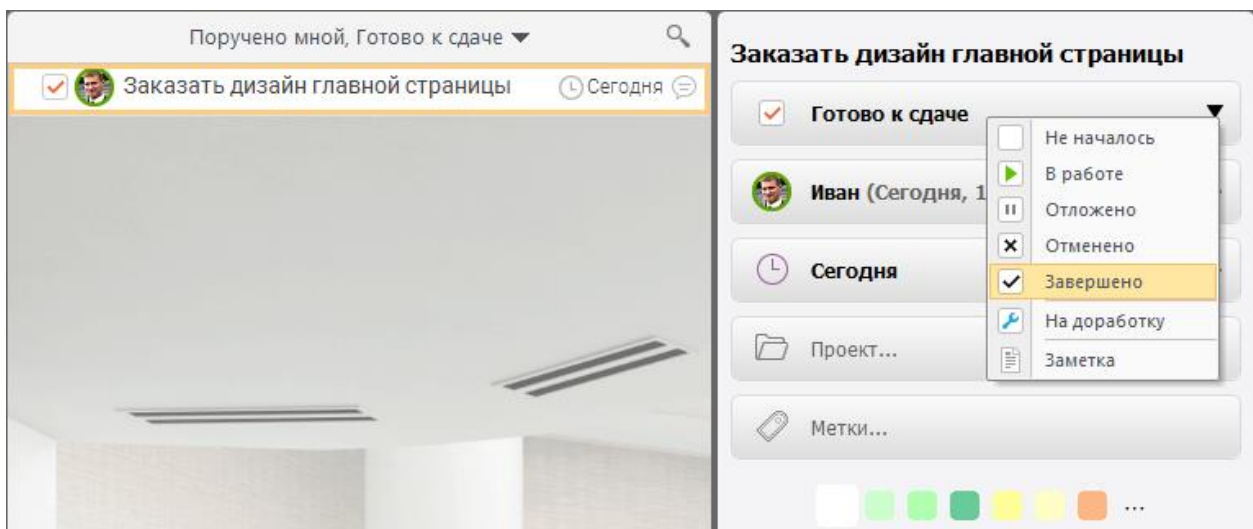 Поручено мной, Готово к сдаче
Заказать дизайн главной страницы
Сегодня
Заказать дизайн главной страницы
Готово к сдаче
Не началось
В работе
Иван (Сегодня, 1
Отложено
Отменено
Сегодня
Завершено
На доработку
Проект...
Заметка
Метки...
...